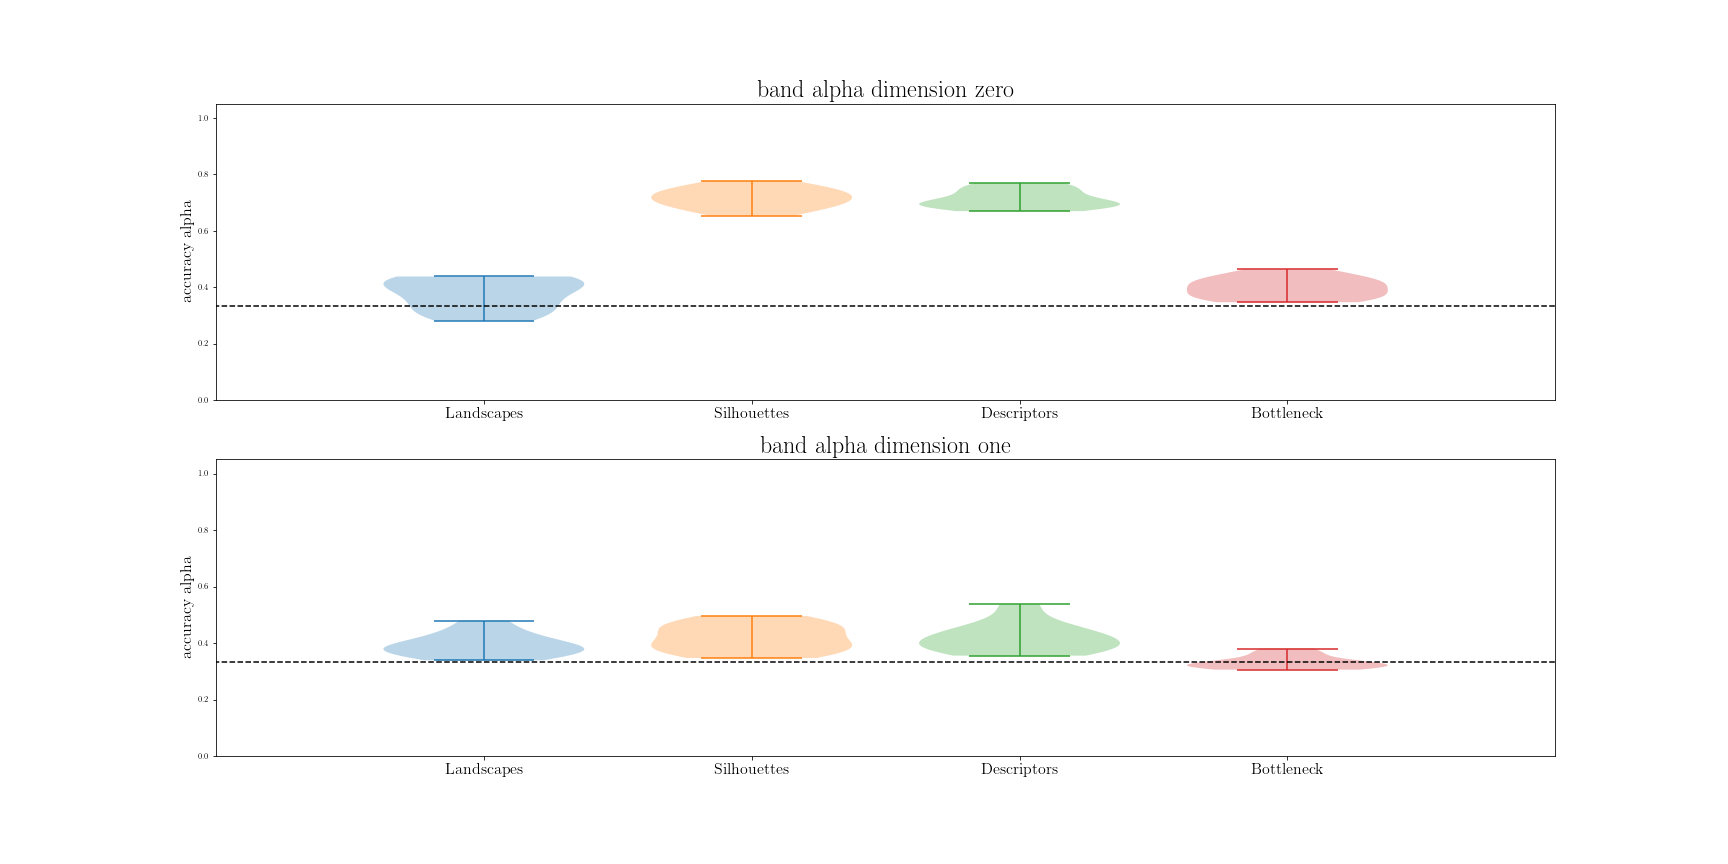 band alpha dimension zero
accuracy alpha
1.0
0.8
0.6
0.4
0.2
0.0
Landscapes Silhouettes Descriptors Bottleneck
band alpha dimension one
accuracy alpha
1.0
0.8
0.6
0.4
0.2
0.0
Landscapes Silhouettes Descriptors Bottleneck